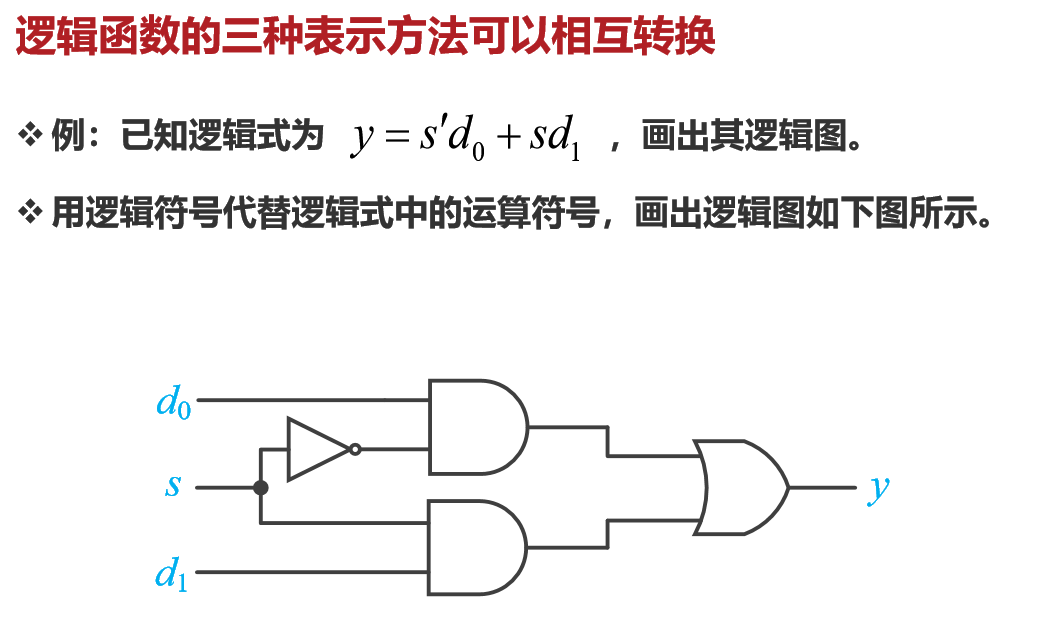 逻辑函数的三种表示方法可以相互转换
❖ 例：已知逻辑式为 y = s′d₀ + sd₁ ，画出其逻辑图。
❖ 用逻辑符号代替逻辑式中的运算符号，画出逻辑图如下图所示。
d₀
s
y
d₁